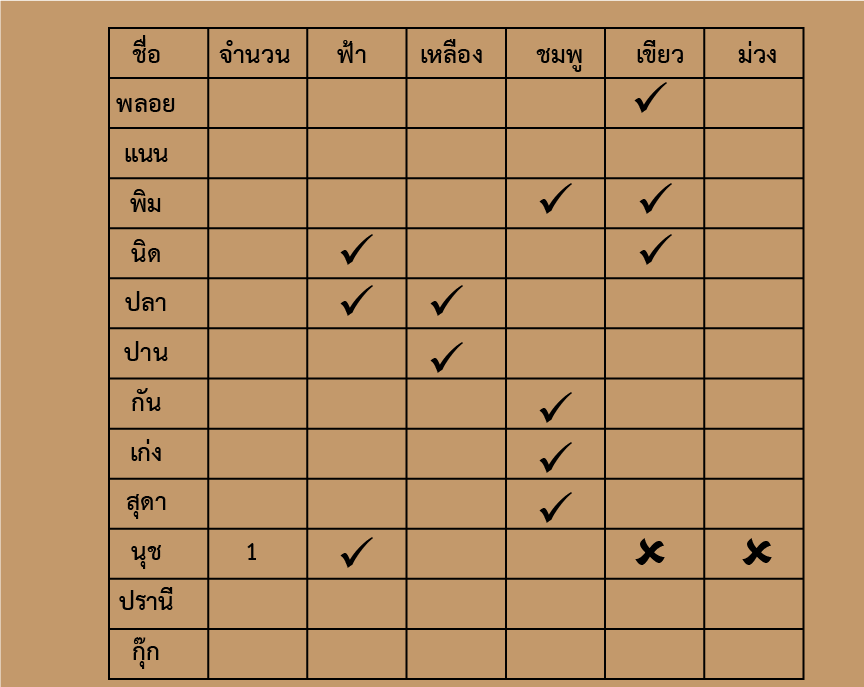 ชื่อ จำนวน ฟ้า เหลือง ชมพู เขียว ม่วง
พลอย ✓
แนน
พิม ✓ ✓
นิด ✓ ✓
ปลา ✓ ✓
ปาน ✓
กัน ✓
เก่ง ✓
สุดา ✓
นุช 1 ✓ ✘ ✘
ปรานี
กุ๊ก